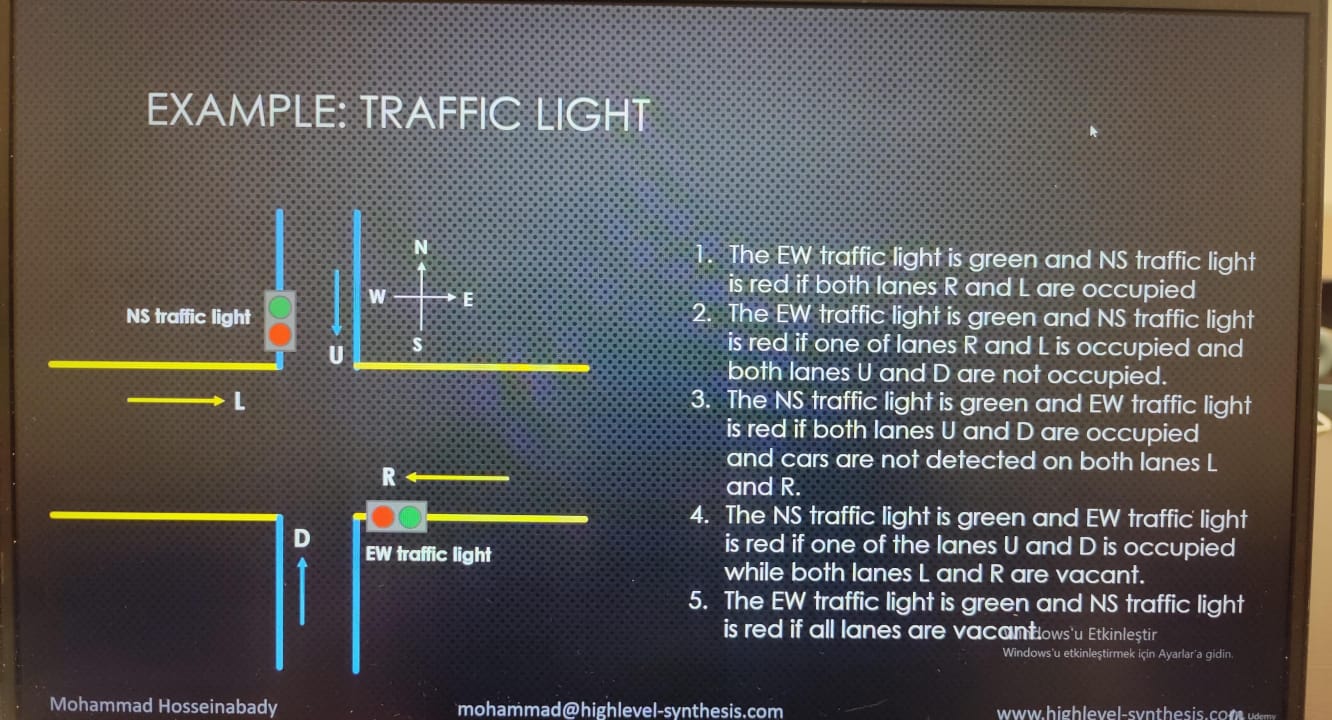 EXAMPLE: TRAFFIC LIGHT
N
W
E
S
NS traffic light
U
L
R
D
EW traffic light
1. The EW traffic light is green and NS traffic light
is red if both lanes R and L are occupied
2. The EW traffic light is green and NS traffic light
is red if one of lanes R and L is occupied and
both lanes U and D are not occupied.
3. The NS traffic light is green and EW traffic light
is red if both lanes U and D are occupied
and cars are not detected on both lanes L
and R.
4. The NS traffic light is green and EW traffic light
is red if one of the lanes U and D is occupied
while both lanes L and R are vacant.
5. The EW traffic light is green and NS traffic light
is red if all lanes are vacant.
Windows'u Etkinleştir
Windows'u etkinleştirmek için Ayarlar'a gidin.
Mohammad Hosseinabady
mohammad@highlevel-synthesis.com
www.highlevel-synthesis.com
Udemy